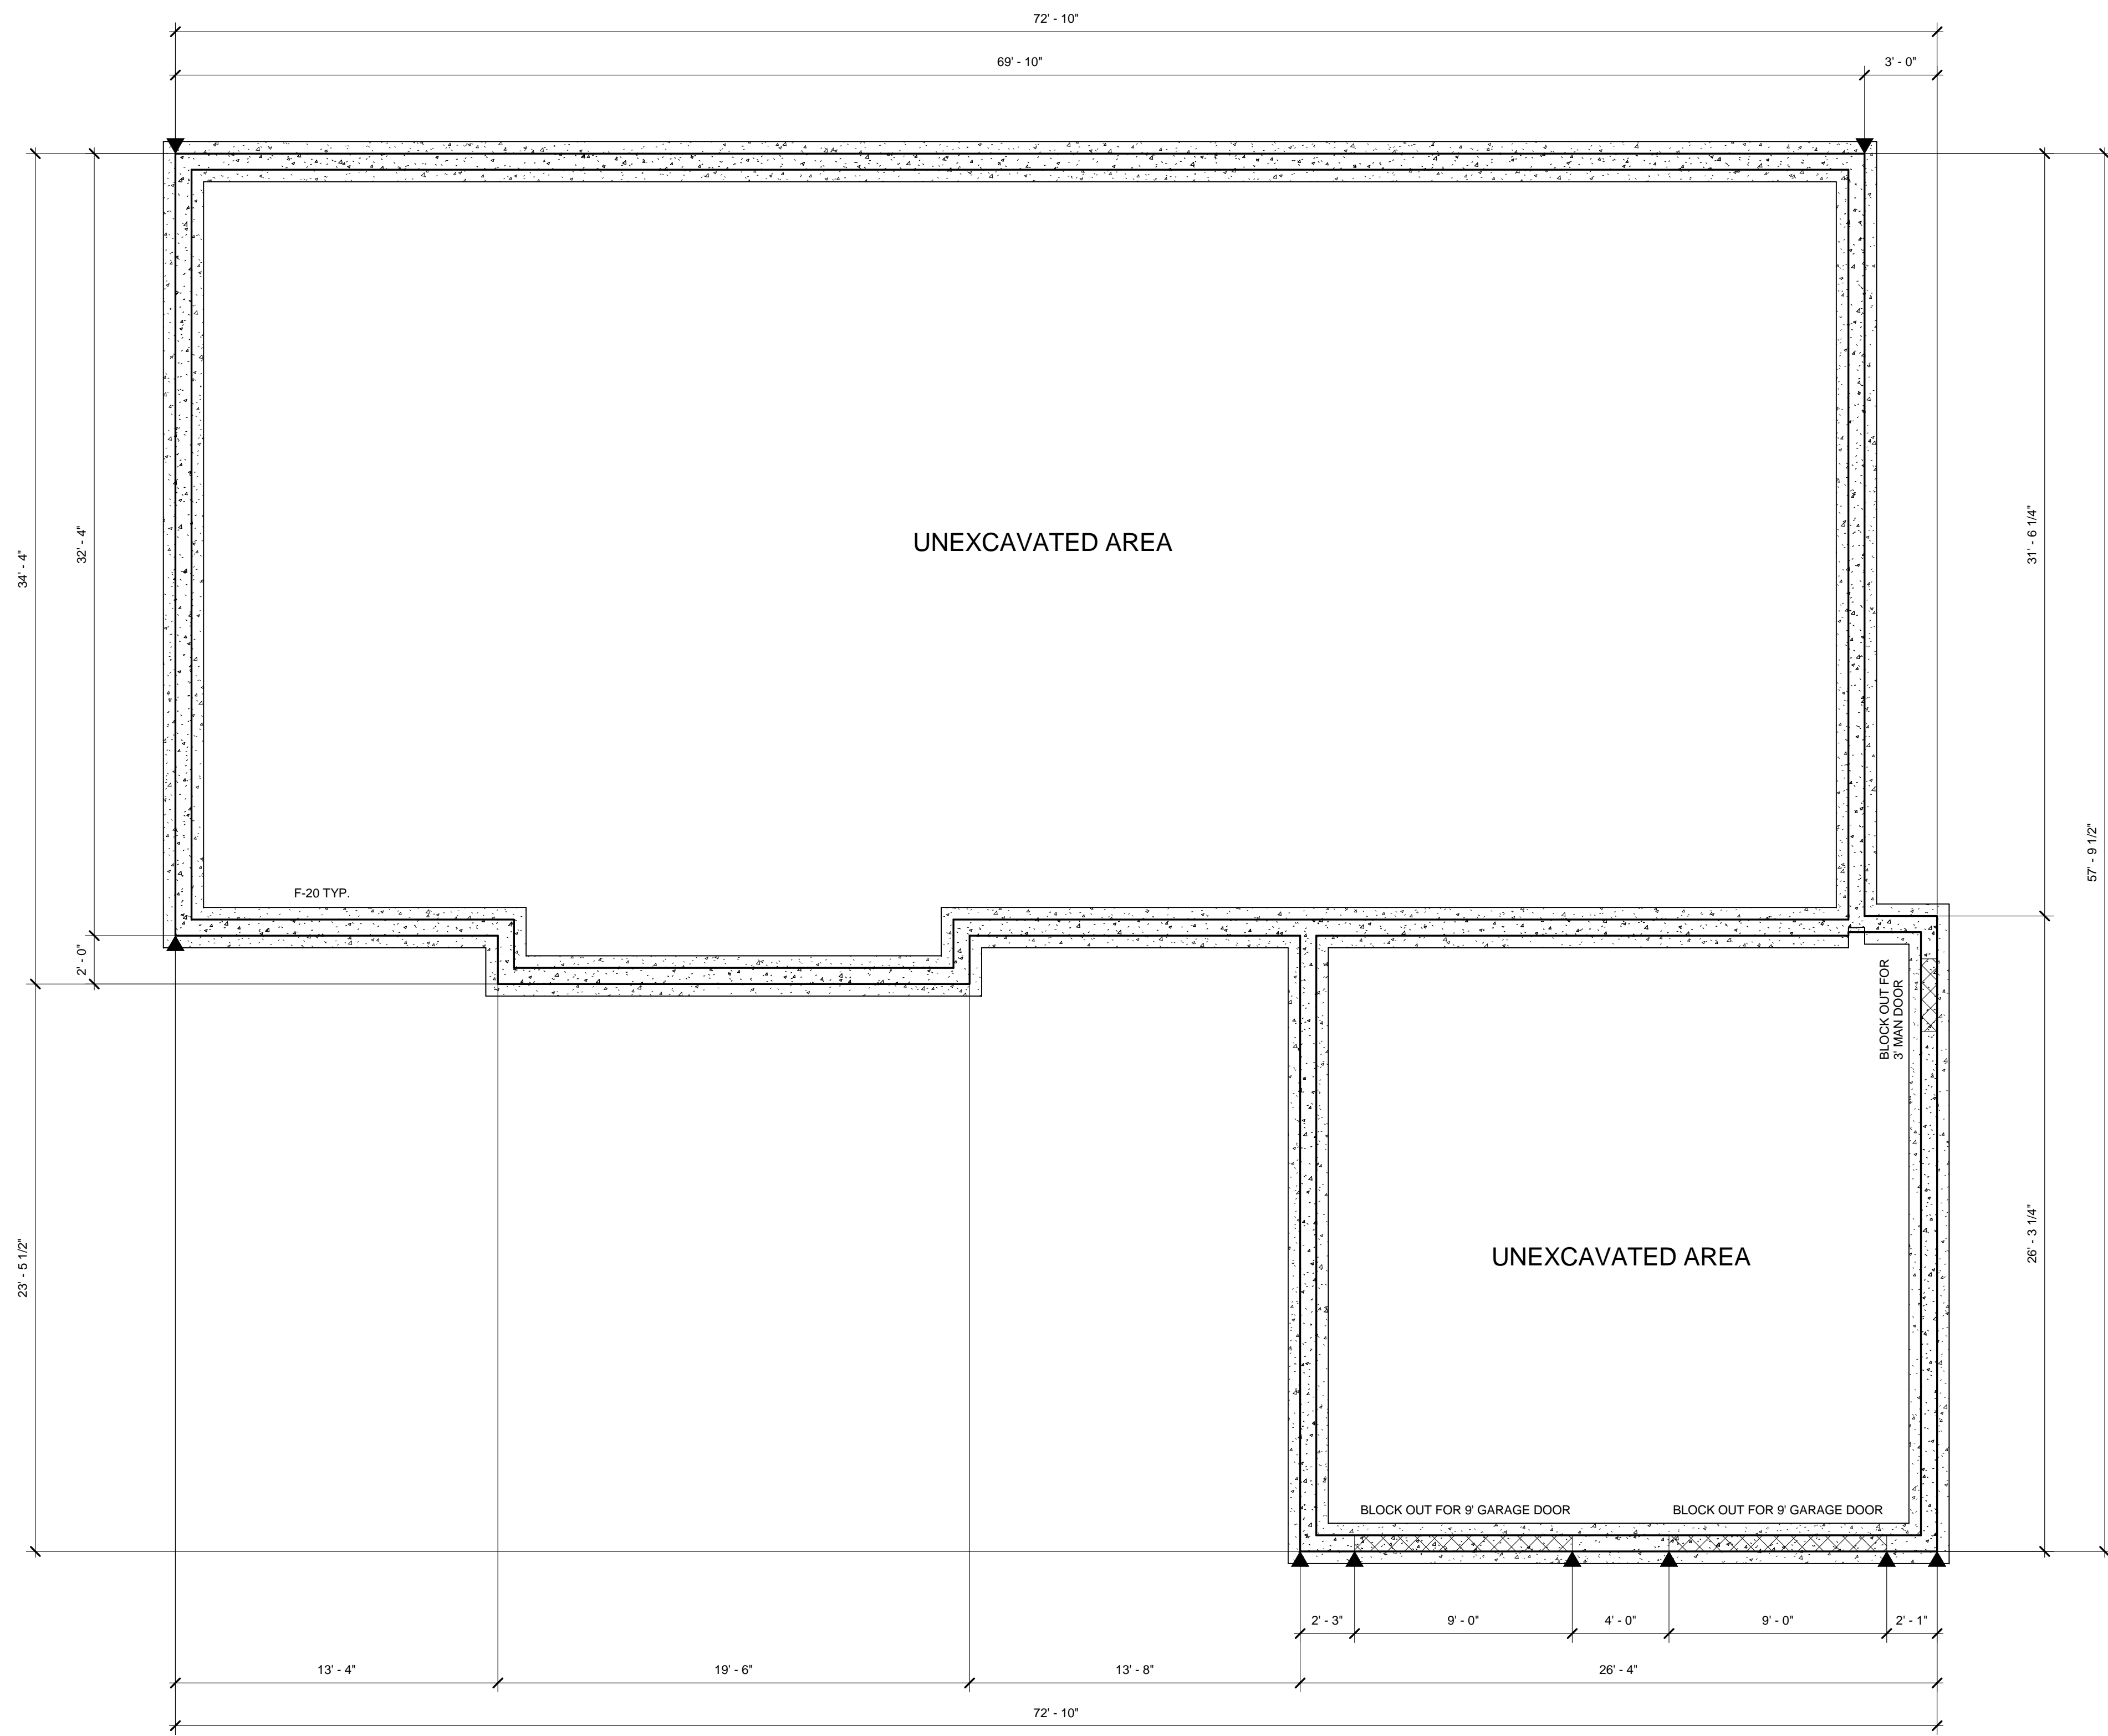 72' - 10"
69' - 10"
3' - 0"
34' - 4"
32' - 4"
31' - 6 1/4"
UNEXCAVATED AREA
57' - 9 1/2"
F-20 TYP.
2' - 0"
BLOCK OUT FOR
3' MAN DOOR
23' - 5 1/2"
26' - 3 1/4"
UNEXCAVATED AREA
BLOCK OUT FOR 9' GARAGE DOOR
BLOCK OUT FOR 9' GARAGE DOOR
2' - 3"
9' - 0"
4' - 0"
9' - 0"
2' - 1"
13' - 4"
19' - 6"
13' - 8"
26' - 4"
72' - 10"